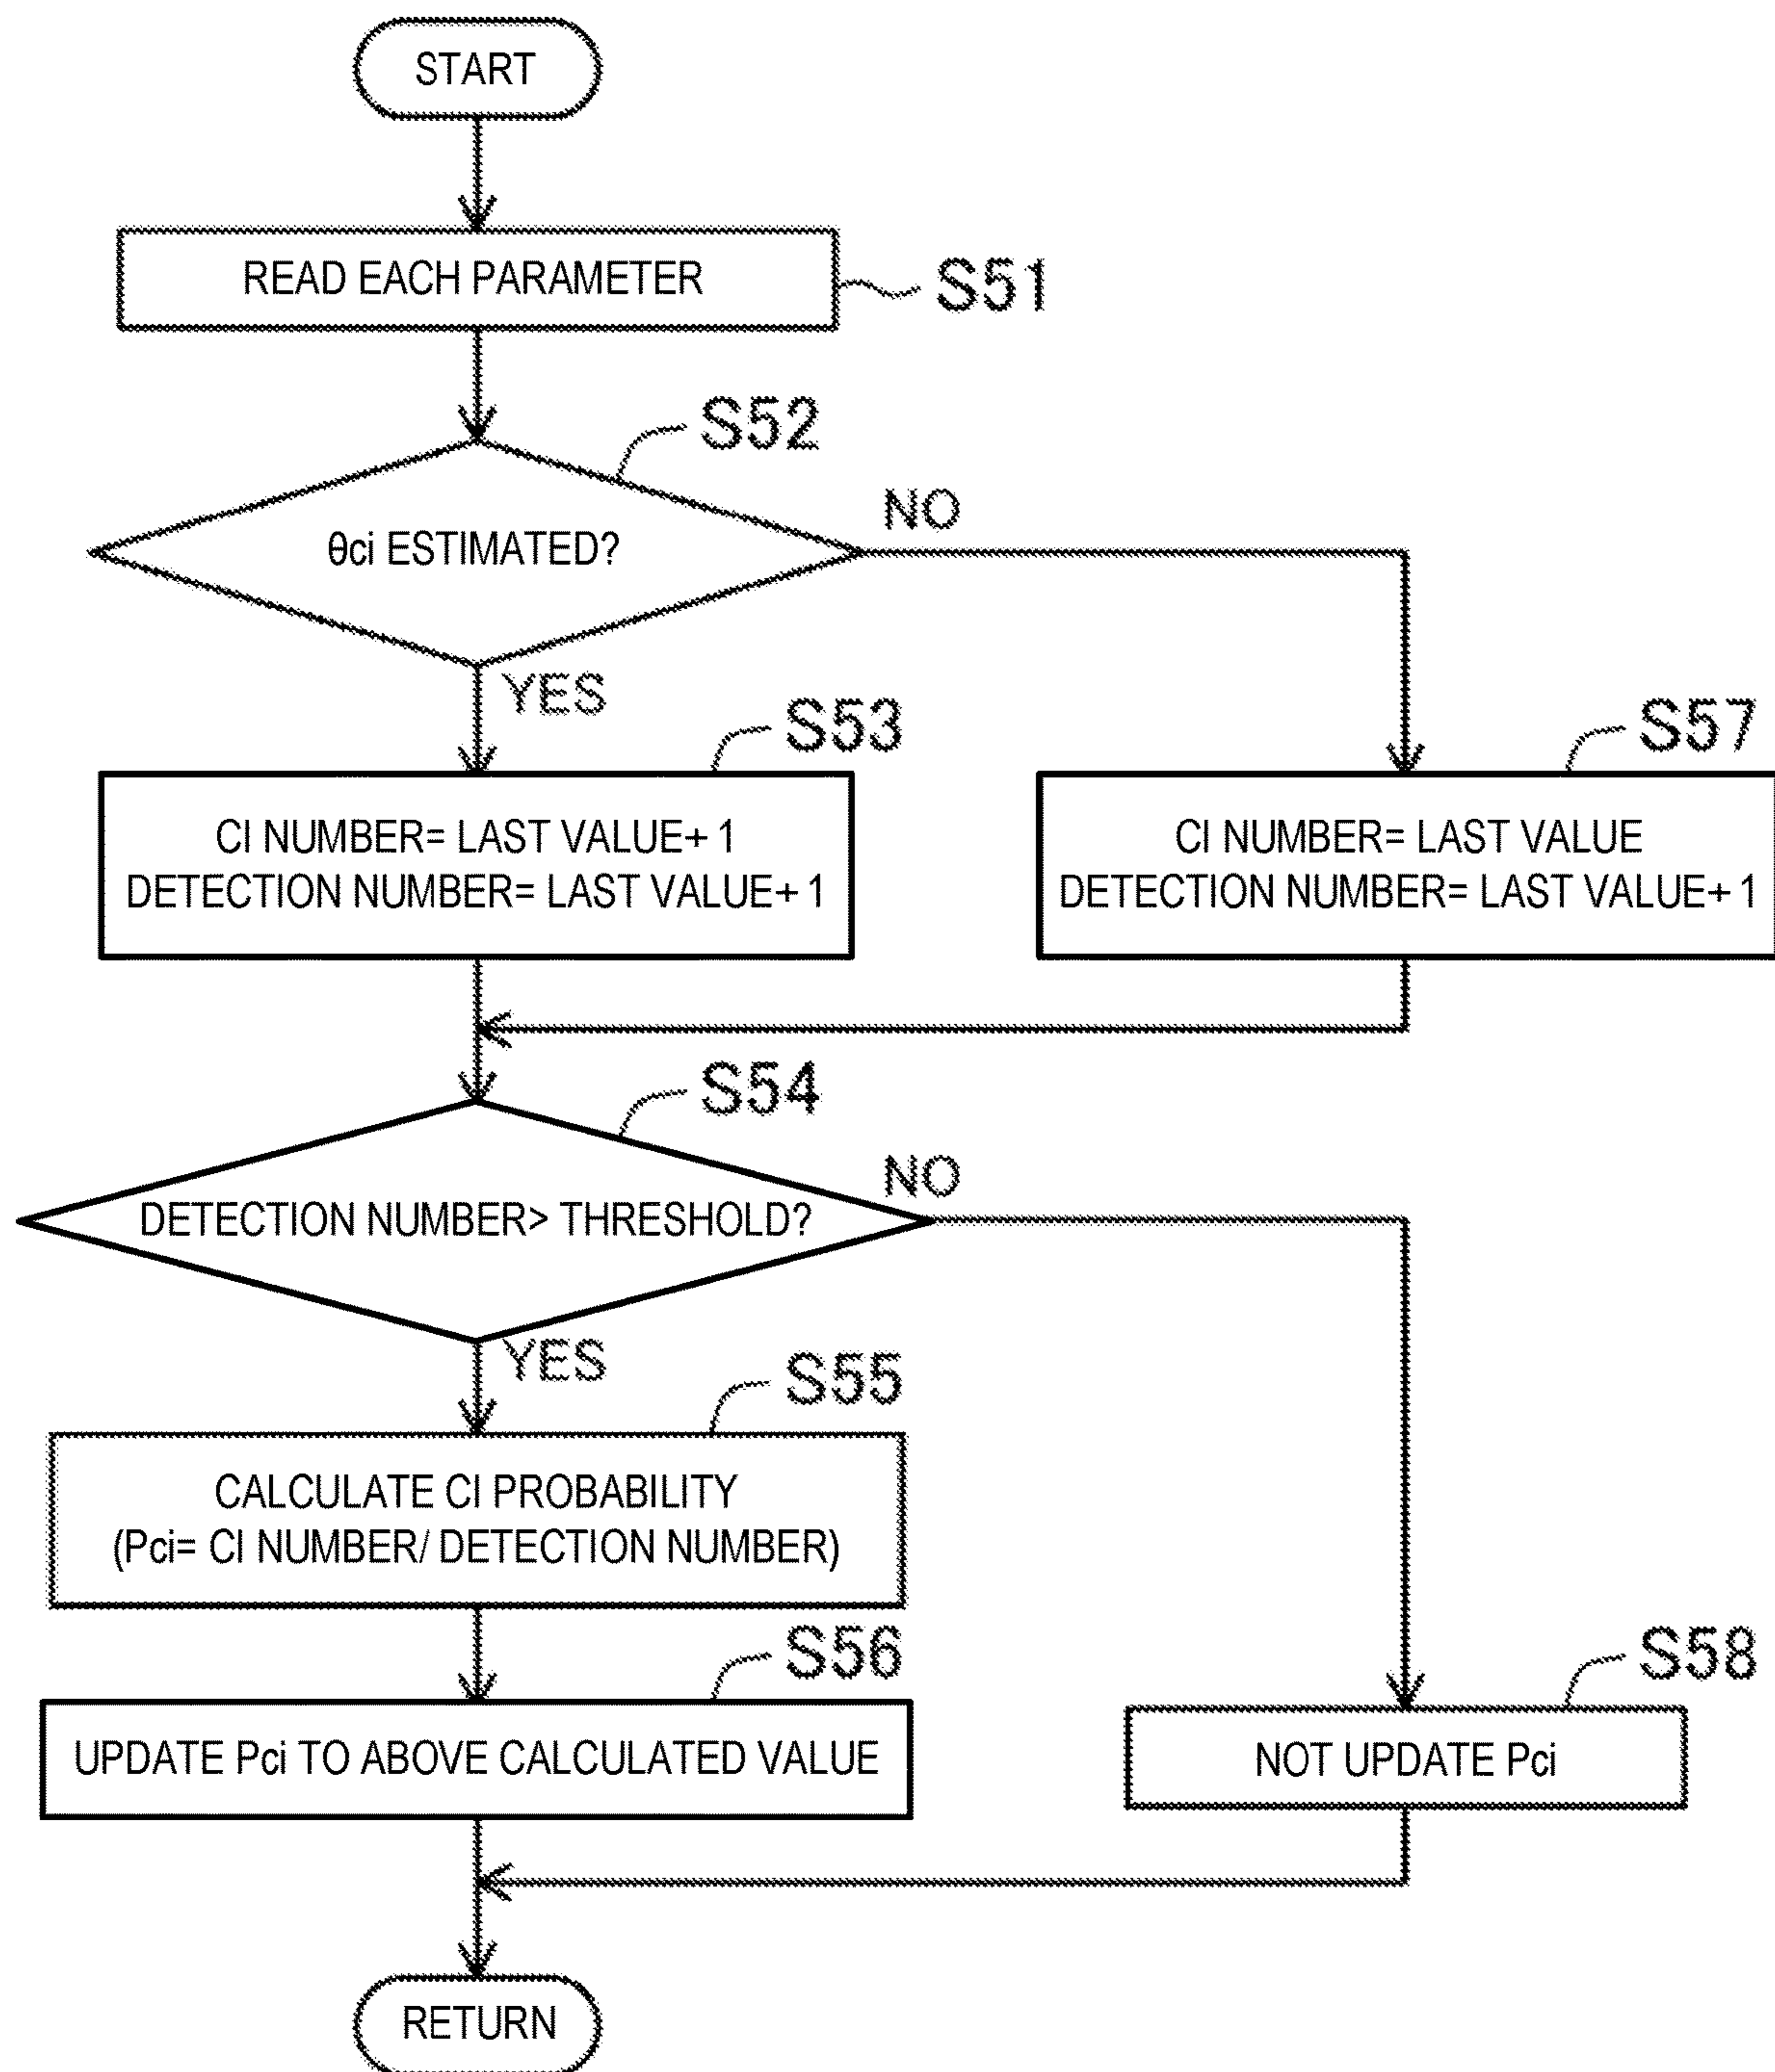 START
READ EACH PARAMETER
S51
S52
θci ESTIMATED?
NO
YES
S53
S57
CI NUMBER= LAST VALUE+ 1
DETECTION NUMBER= LAST VALUE+ 1
CI NUMBER= LAST VALUE
DETECTION NUMBER= LAST VALUE+ 1
S54
DETECTION NUMBER> THRESHOLD?
NO
YES
S55
CALCULATE CI PROBABILITY
(Pci= CI NUMBER/ DETECTION NUMBER)
S56
S58
UPDATE Pci TO ABOVE CALCULATED VALUE
NOT UPDATE Pci
RETURN